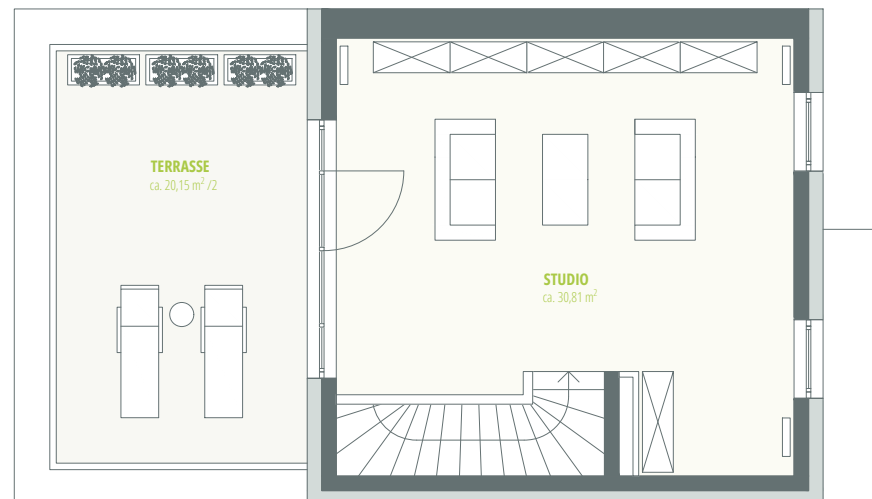 TERRASSE
ca. 20,15 m² /2
STUDIO
ca. 30,81 m²